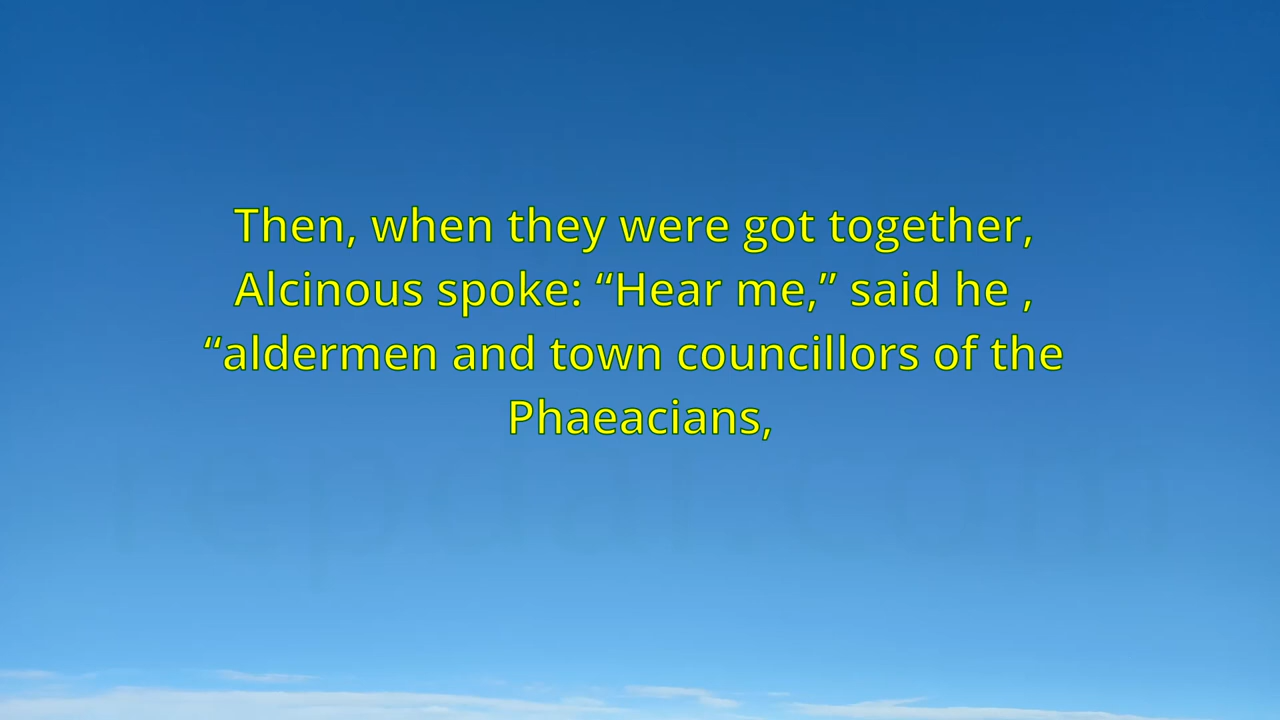 Then, when they were got together,
Alcinous spoke: “Hear me,” said he ,
“aldermen and town councillors of the
Phaeacians,